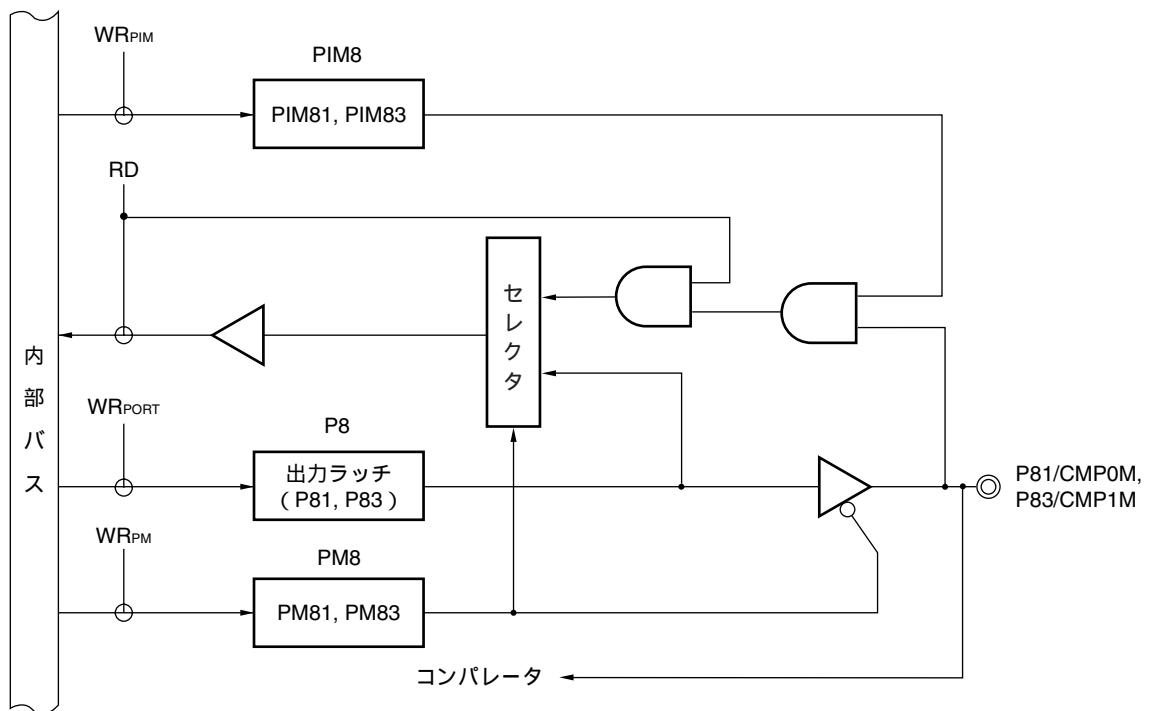 WRPIM
PIM8
PIM81, PIM83
RD
セレクタ
内部バス
WRPORT
P8
出力ラッチ
(P81, P83)
P81/CMP0M,
P83/CMP1M
WRPM
PM8
PM81, PM83
コンパレータ